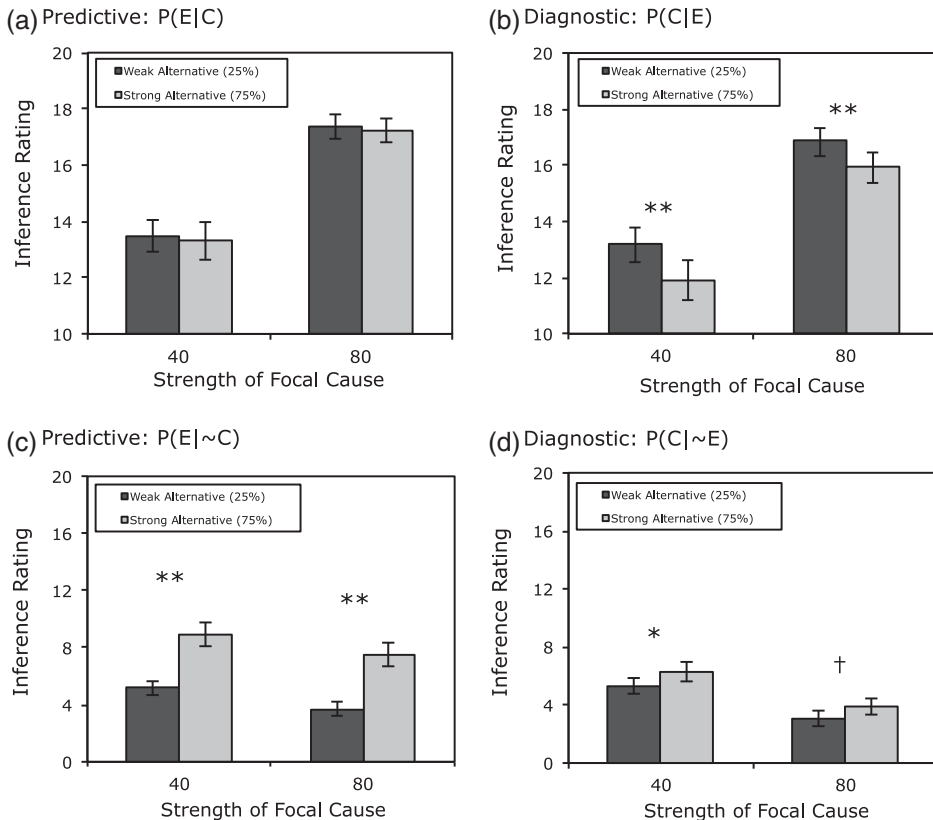 (a) Predictive: P(E|C)
20
18
16
14
12
10
Inference Rating
Weak Alternative (25%)
Strong Alternative (75%)
40
80
Strength of Focal Cause
(b) Diagnostic: P(C|E)
20
18
16
14
12
10
Inference Rating
Weak Alternative (25%)
Strong Alternative (75%)
**
**
40
80
Strength of Focal Cause
(c) Predictive: P(E|~C)
20
16
12
8
4
0
Inference Rating
Weak Alternative (25%)
Strong Alternative (75%)
**
**
40
80
Strength of Focal Cause
(d) Diagnostic: P(C|~E)
20
16
12
8
4
0
Inference Rating
Weak Alternative (25%)
Strong Alternative (75%)
*
†
40
80
Strength of Focal Cause